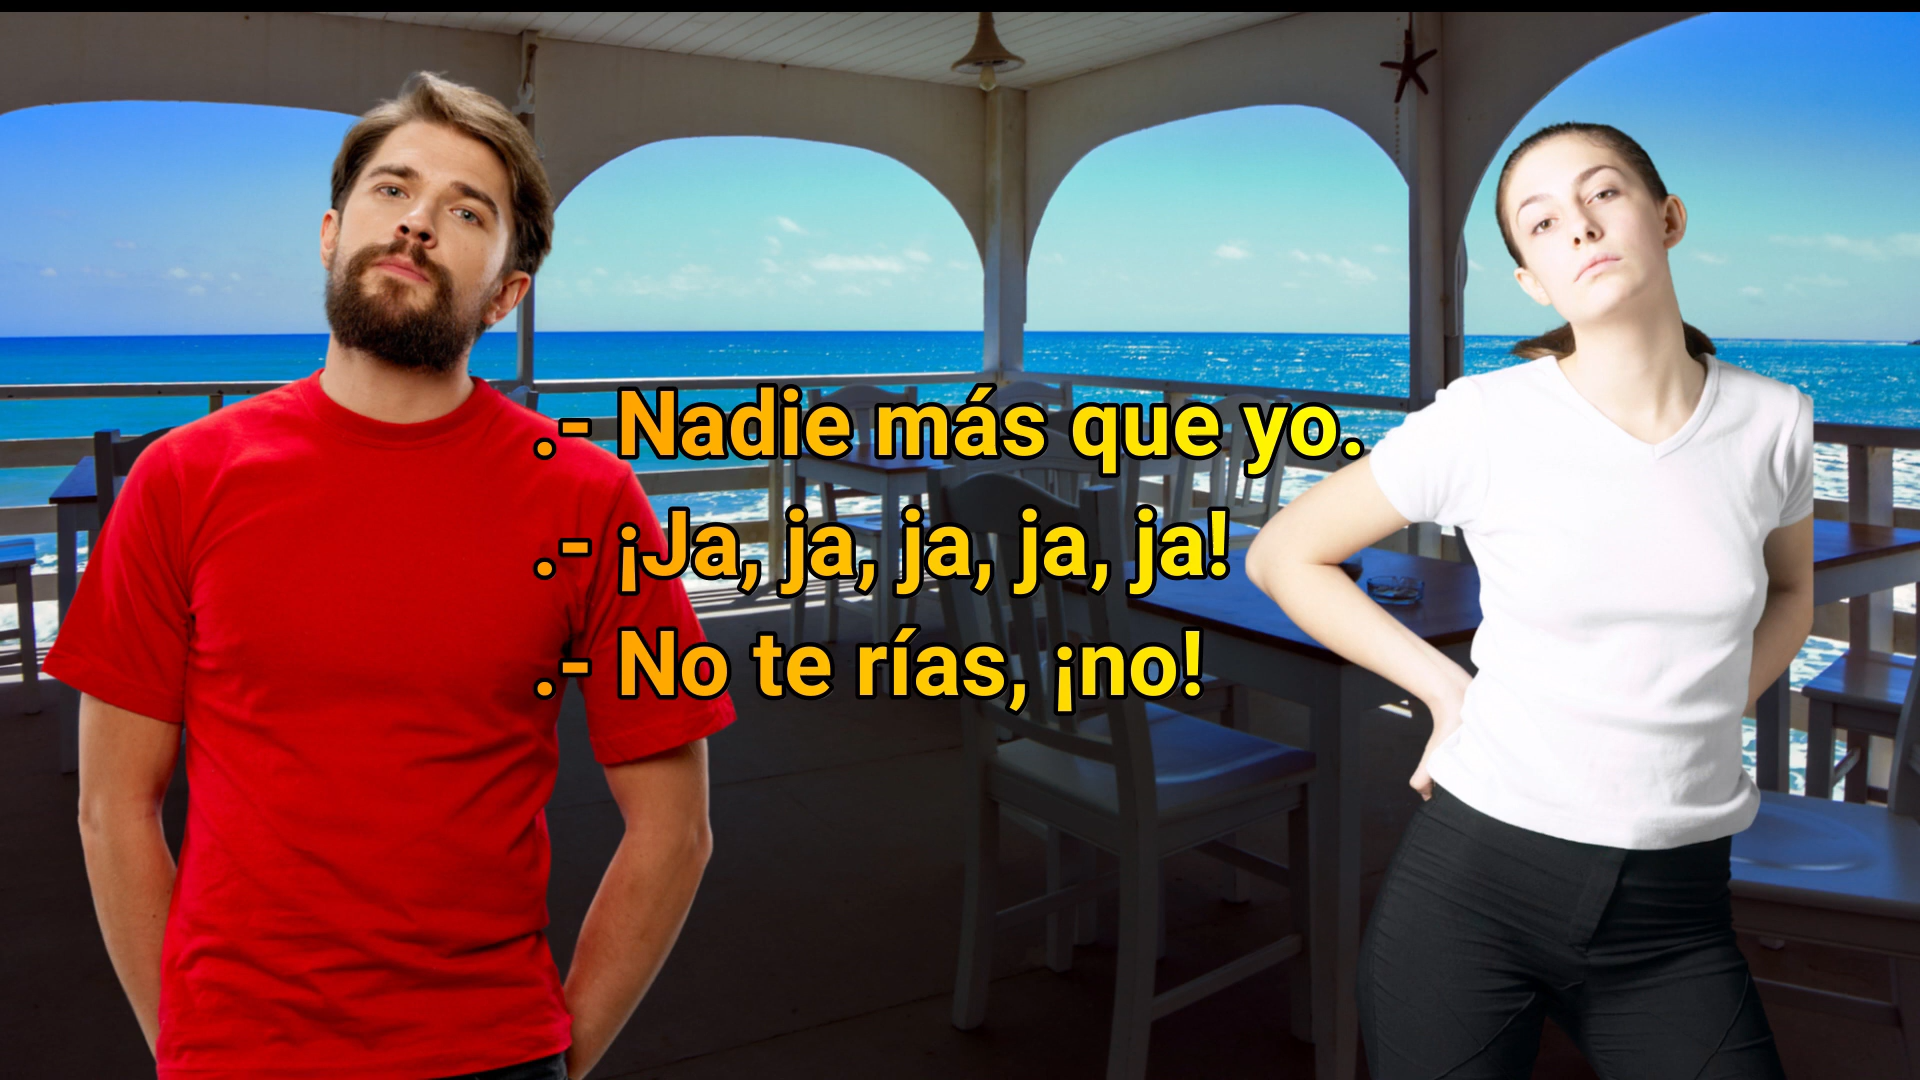 .- Nadie más que yo.
.- ¡Ja, ja, ja, ja, ja!
.- No te rías, ¡no!